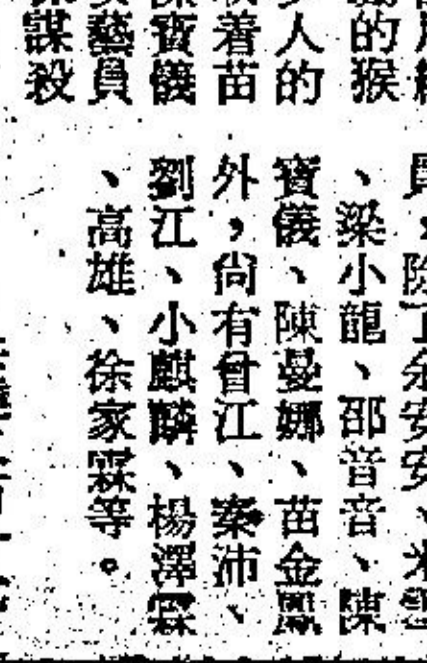 員，除了余安安、米雪
、梁小龍、邵音音、陳
寶儀、陳曼娜、苗金鳳
外，尚有曾江、秦沛、
劉江、小麒麟、楊澤霖
、高雄、徐家霖等。
的猴
人的
着苗
寶儀
藝員
謀殺